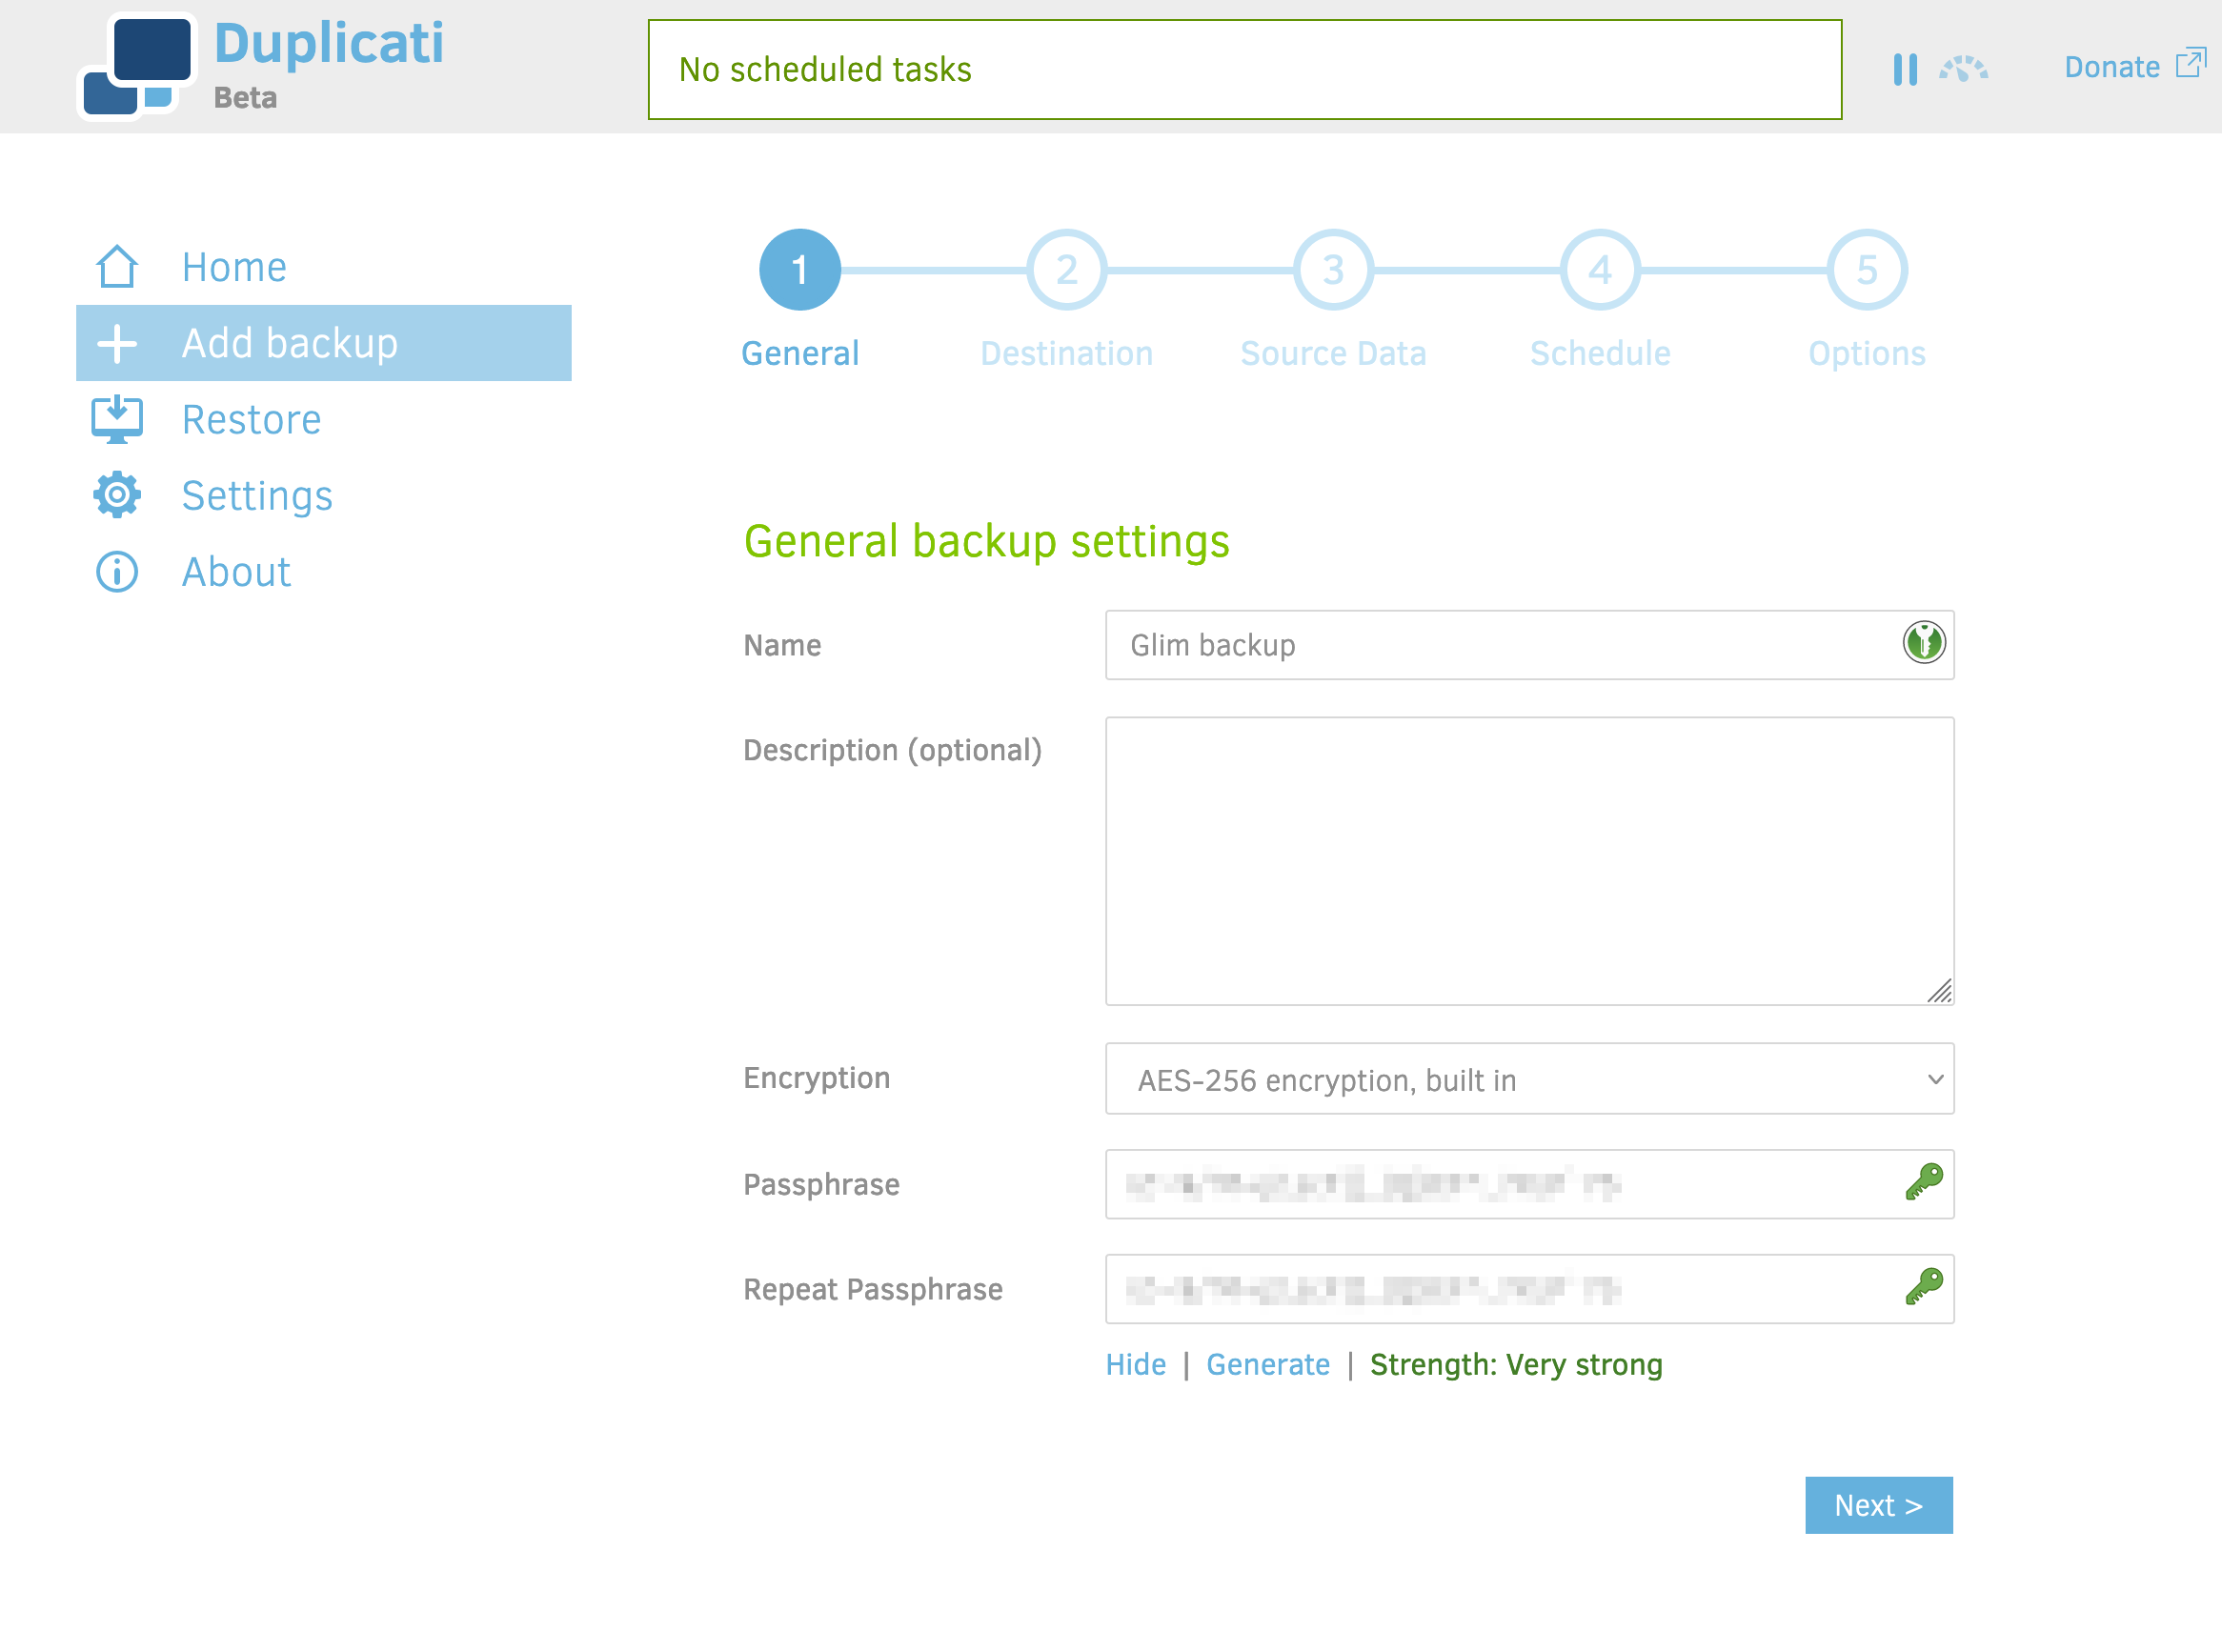 Duplicati
Beta
No scheduled tasks
Donate
Home
Add backup
Restore
Settings
About
1
2
3
4
5
General
Destination
Source Data
Schedule
Options
General backup settings
Name
Glim backup
Description (optional)
Encryption
AES-256 encryption, built in
Passphrase
Repeat Passphrase
Hide | Generate | Strength: Very strong
Next >